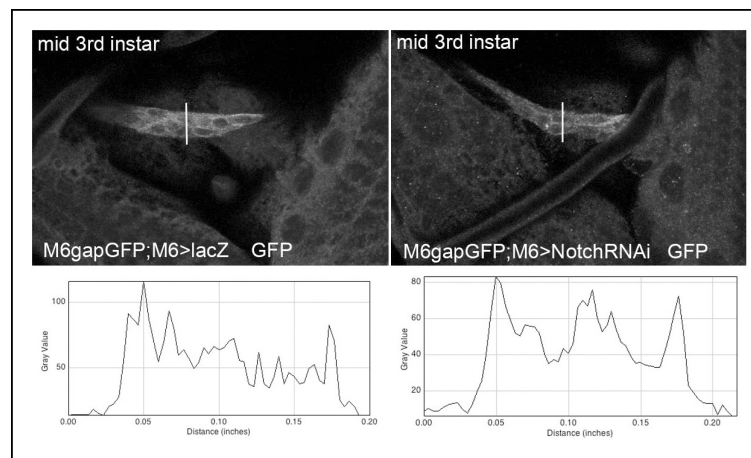 mid 3rd instar
M6gapGFP;M6>lacZ GFP
mid 3rd instar
M6gapGFP;M6>NotchRNAi GFP
100
50
Gray Value
0.00 0.05 0.10 0.15 0.20
Distance (inches)
80
60
40
20
Gray Value
0.00 0.05 0.10 0.15 0.20
Distance (inches)